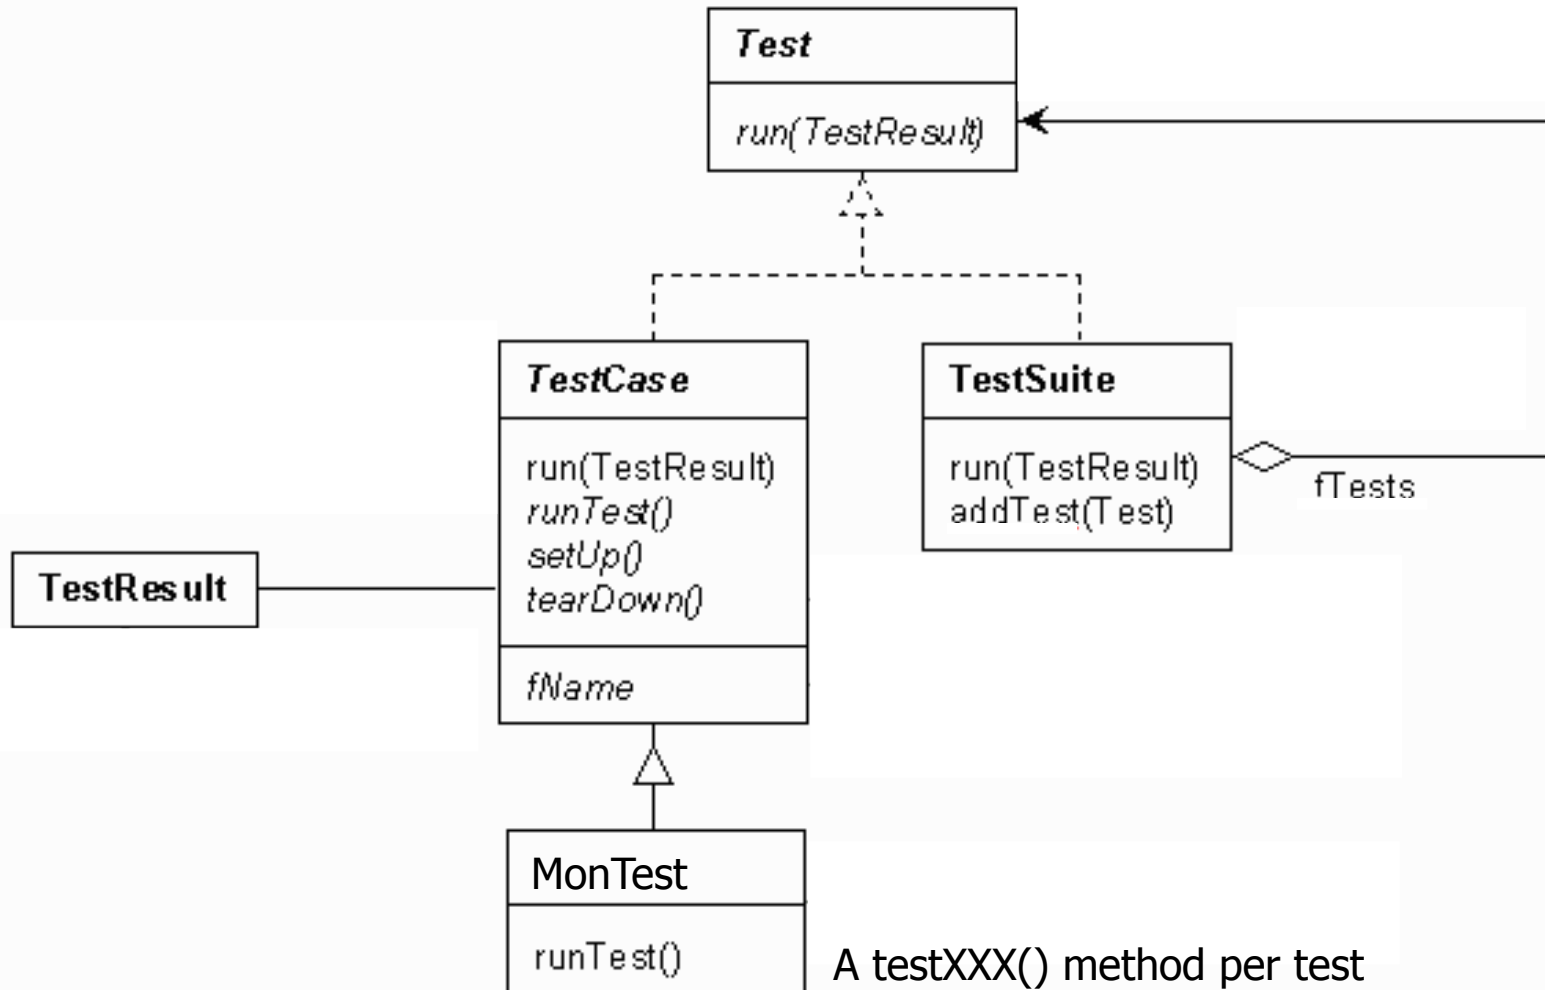 Test
run(TestResult)
TestCase
run(TestResult)
runTest()
setUp()
tearDown()
fName
TestSuite
run(TestResult)
addTest(Test)
fTests
TestResult
MonTest
runTest()
A testXXX() method per test